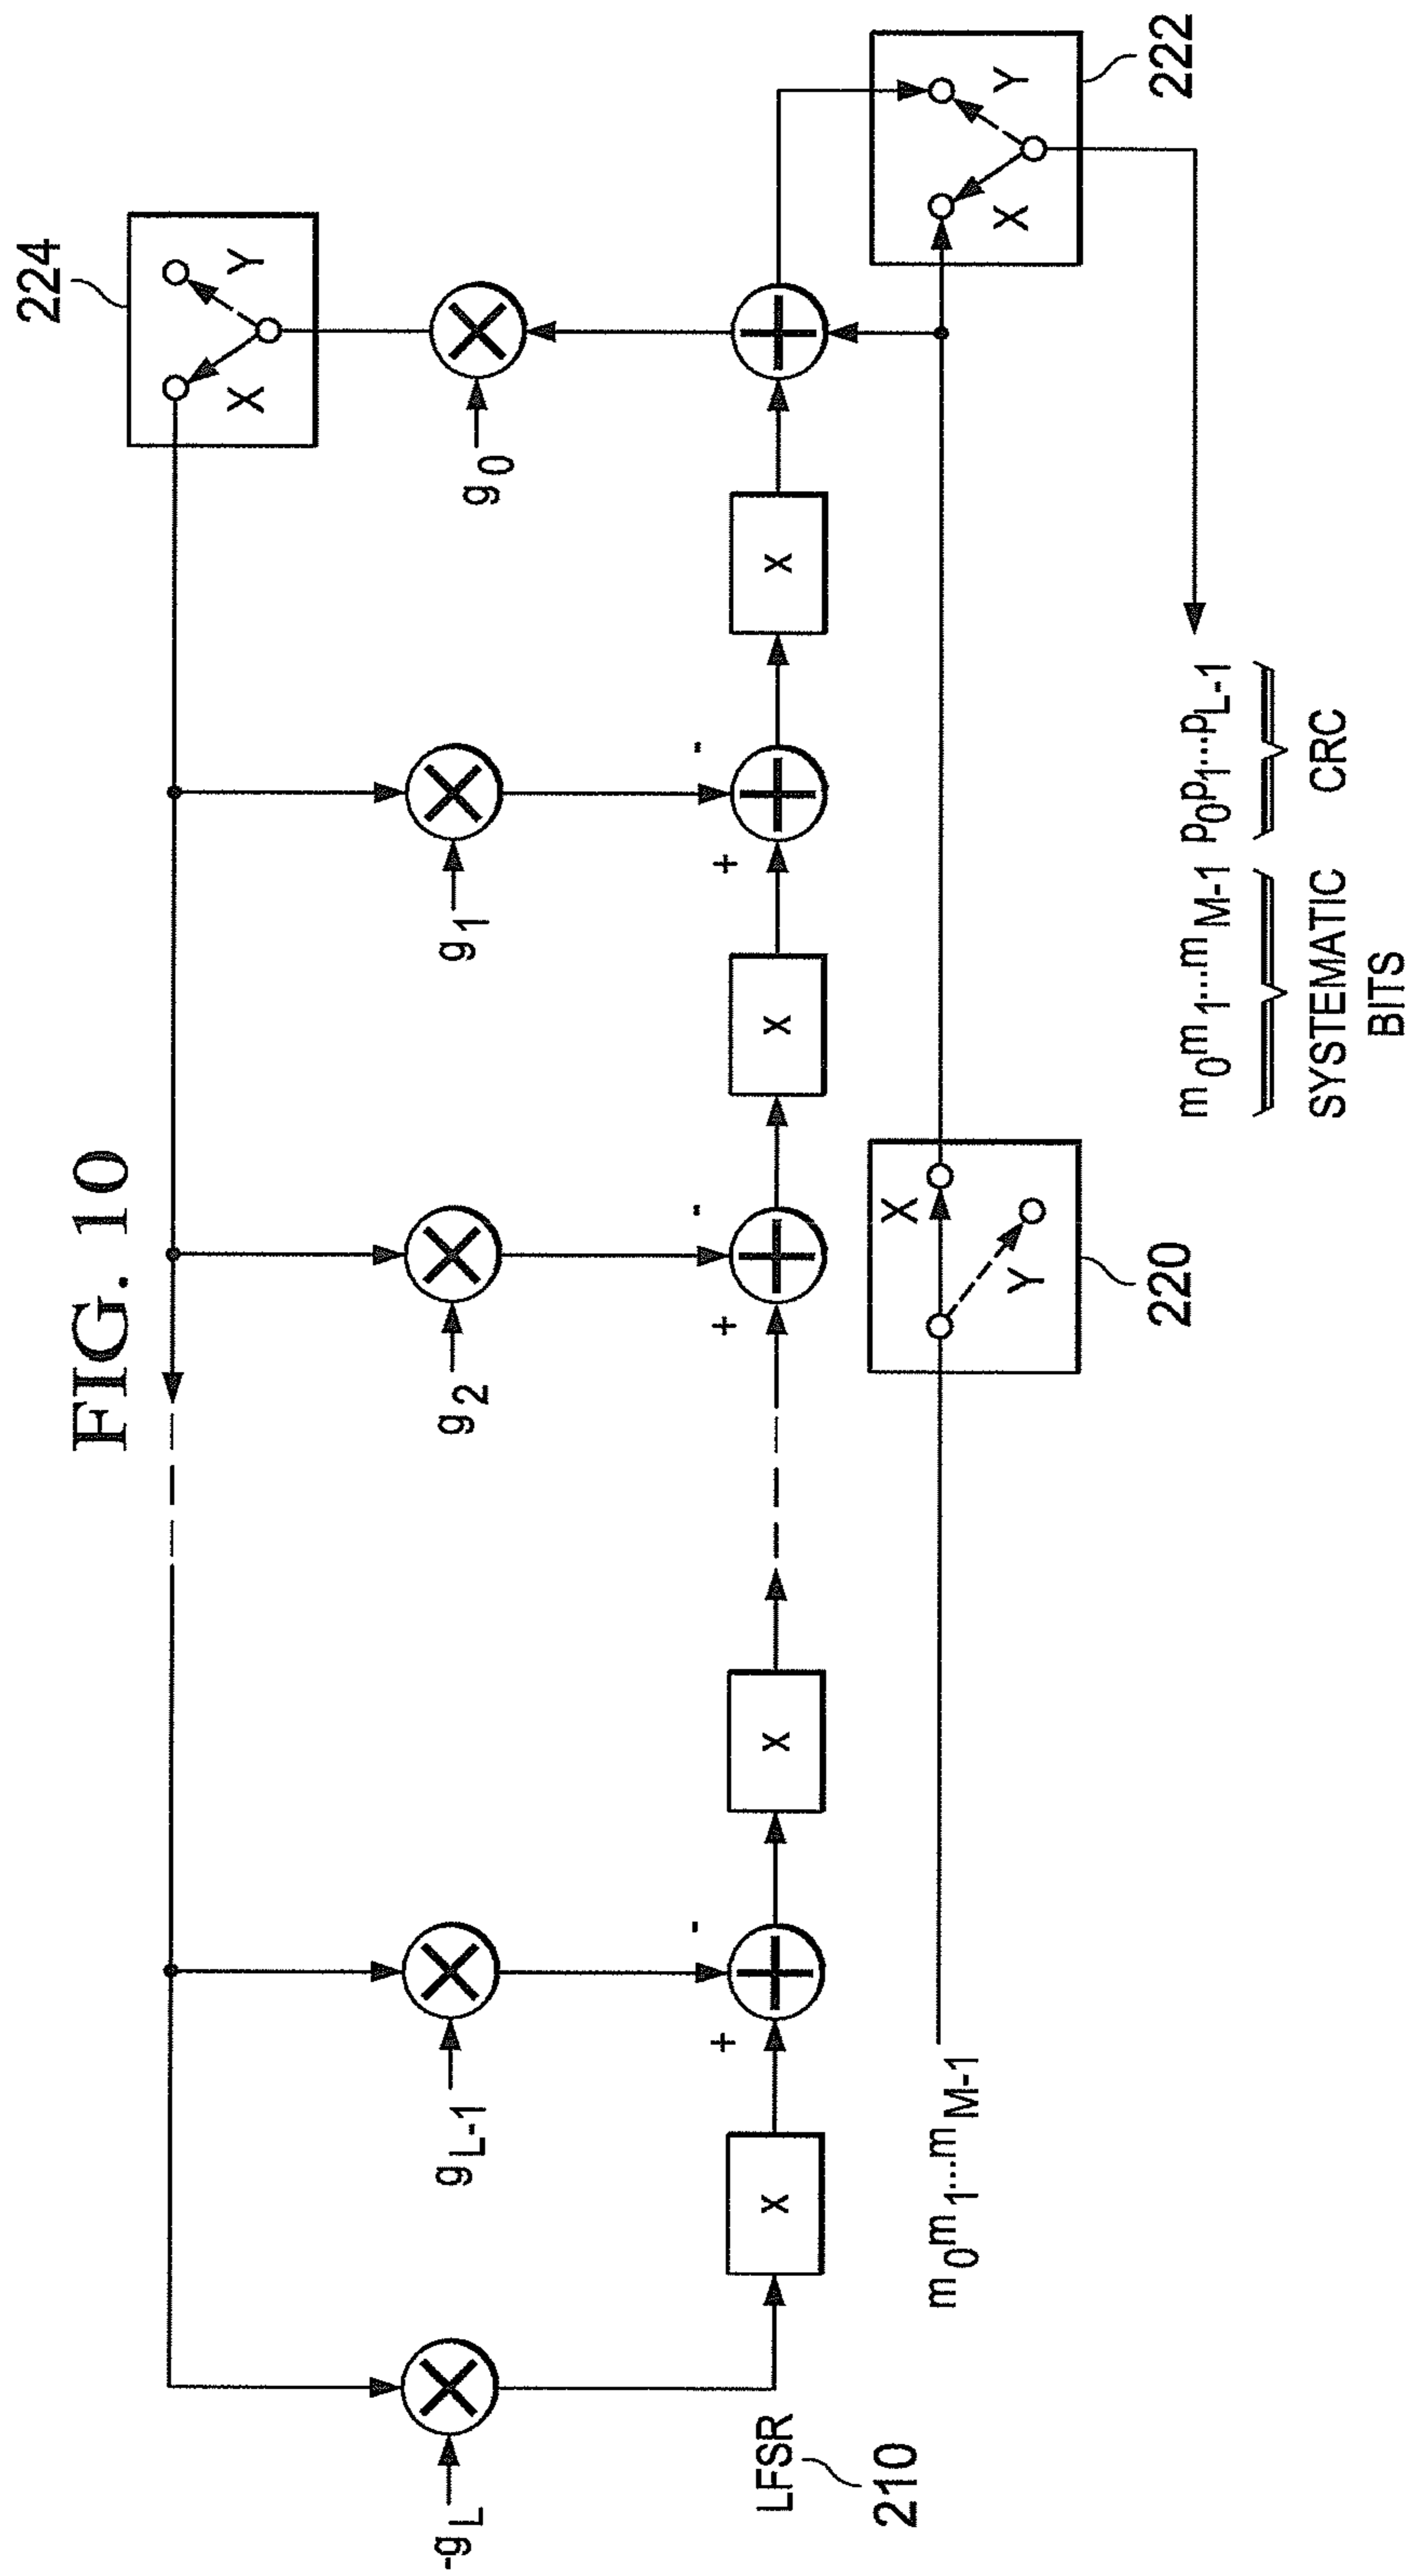 FIG. 10
224
X
Y
-gL
gL-1
g2
g1
g0
-
-
-
+
+
+
x
x
x
x
LFSR
210
X
Y
220
X
Y
222
m0m1...mM-1
m0m1...mM-1 p0p1...pL-1
SYSTEMATIC BITS
CRC